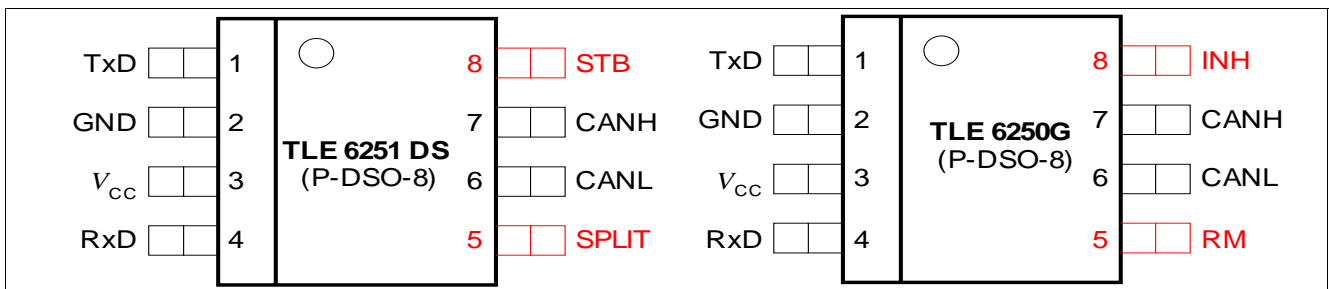 TxD 1 8 STB
GND 2 7 CANH
TLE 6251 DS
(P-DSO-8)
VCC 3 6 CANL
RxD 4 5 SPLIT
TxD 1 8 INH
GND 2 7 CANH
TLE 6250G
(P-DSO-8)
VCC 3 6 CANL
RxD 4 5 RM